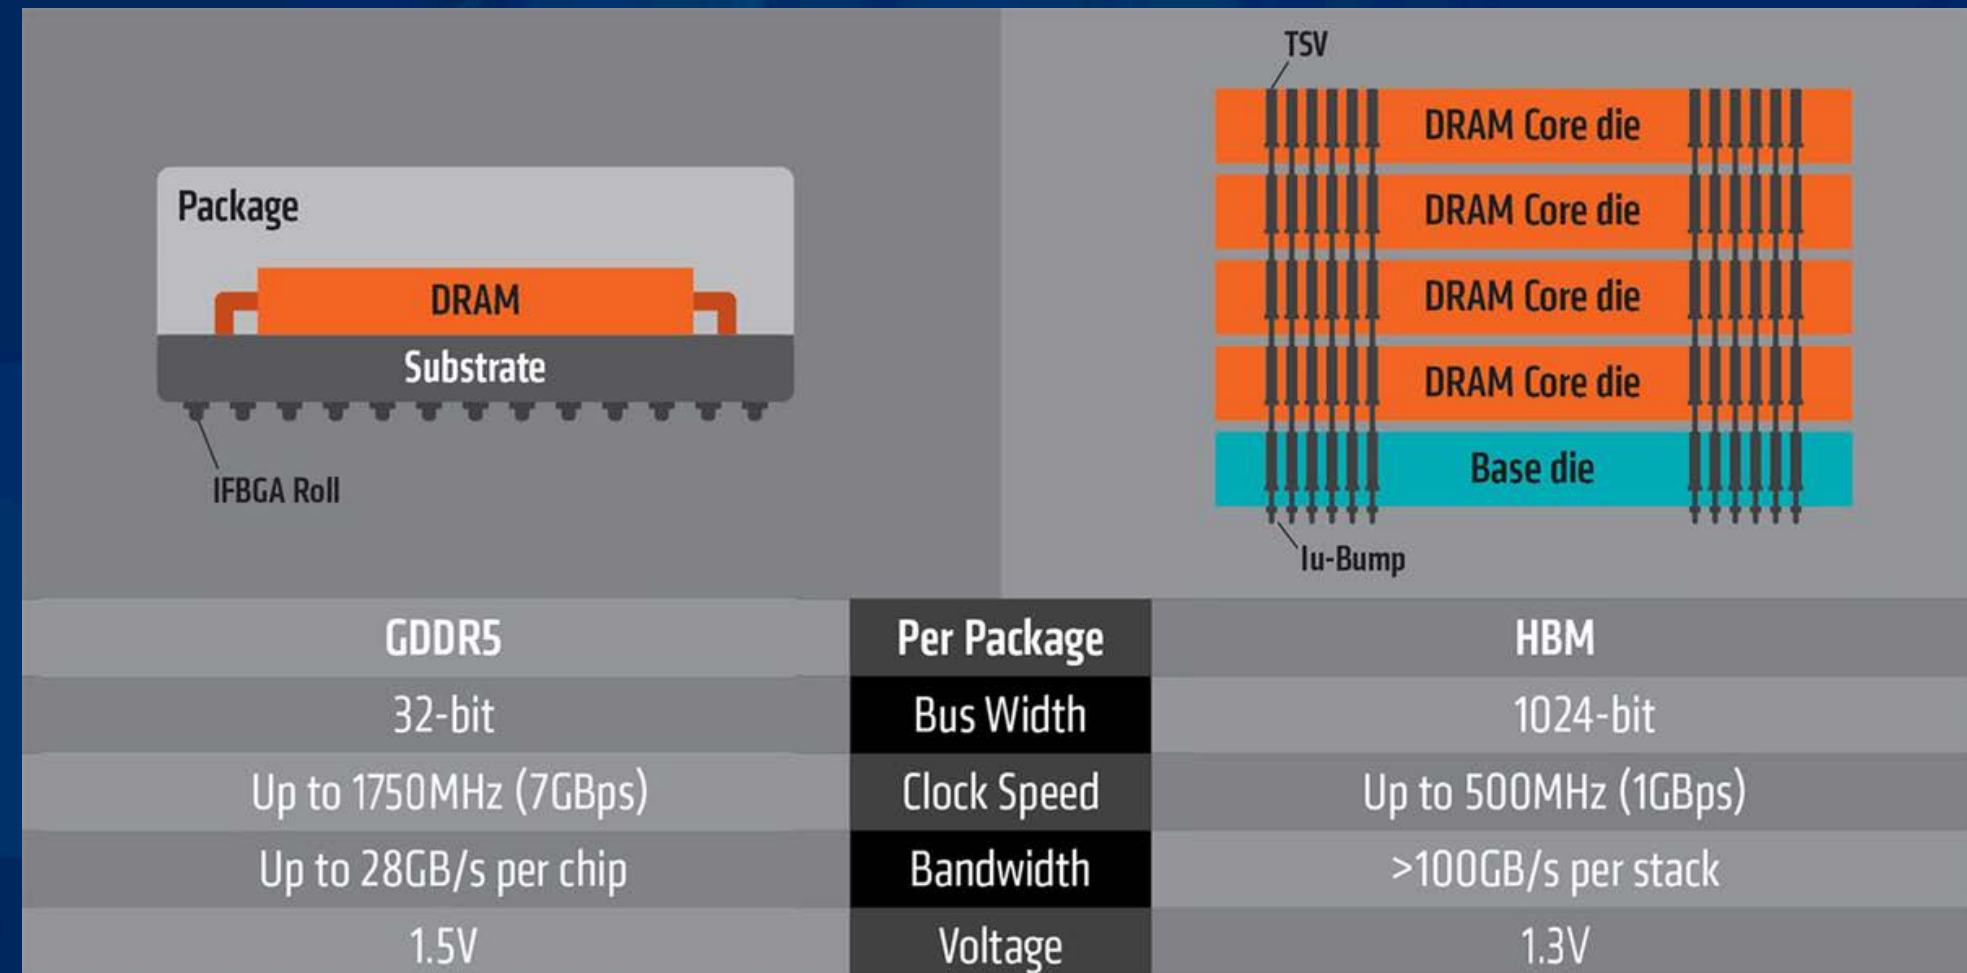 TSV
DRAM Core die
DRAM Core die
DRAM Core die
DRAM Core die
Base die
Iu-Bump
Package
DRAM
Substrate
IFBGA Roll
GDDR5 Per Package HBM
32-bit Bus Width 1024-bit
Up to 1750MHz (7GBps) Clock Speed Up to 500MHz (1GBps)
Up to 28GB/s per chip Bandwidth >100GB/s per stack
1.5V Voltage 1.3V